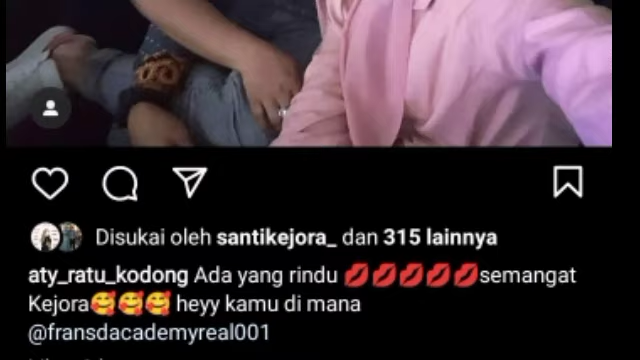 Disukai oleh santikejora_ dan 315 lainnya
aty_ratu_kodong Ada yang rindu 💋💋💋💋💋semangat
Kejora🥰🥰🥰 heyy kamu di mana
@fransdacademyreal001